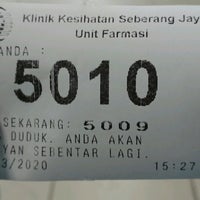 Klinik Kesihatan Seberang Jay
Unit Farmasi
ANDA :
5010
SEKARANG: 5009
DUDUK. ANDA AKAN
YAN SEBENTAR LAGI.
3/2020 15:27